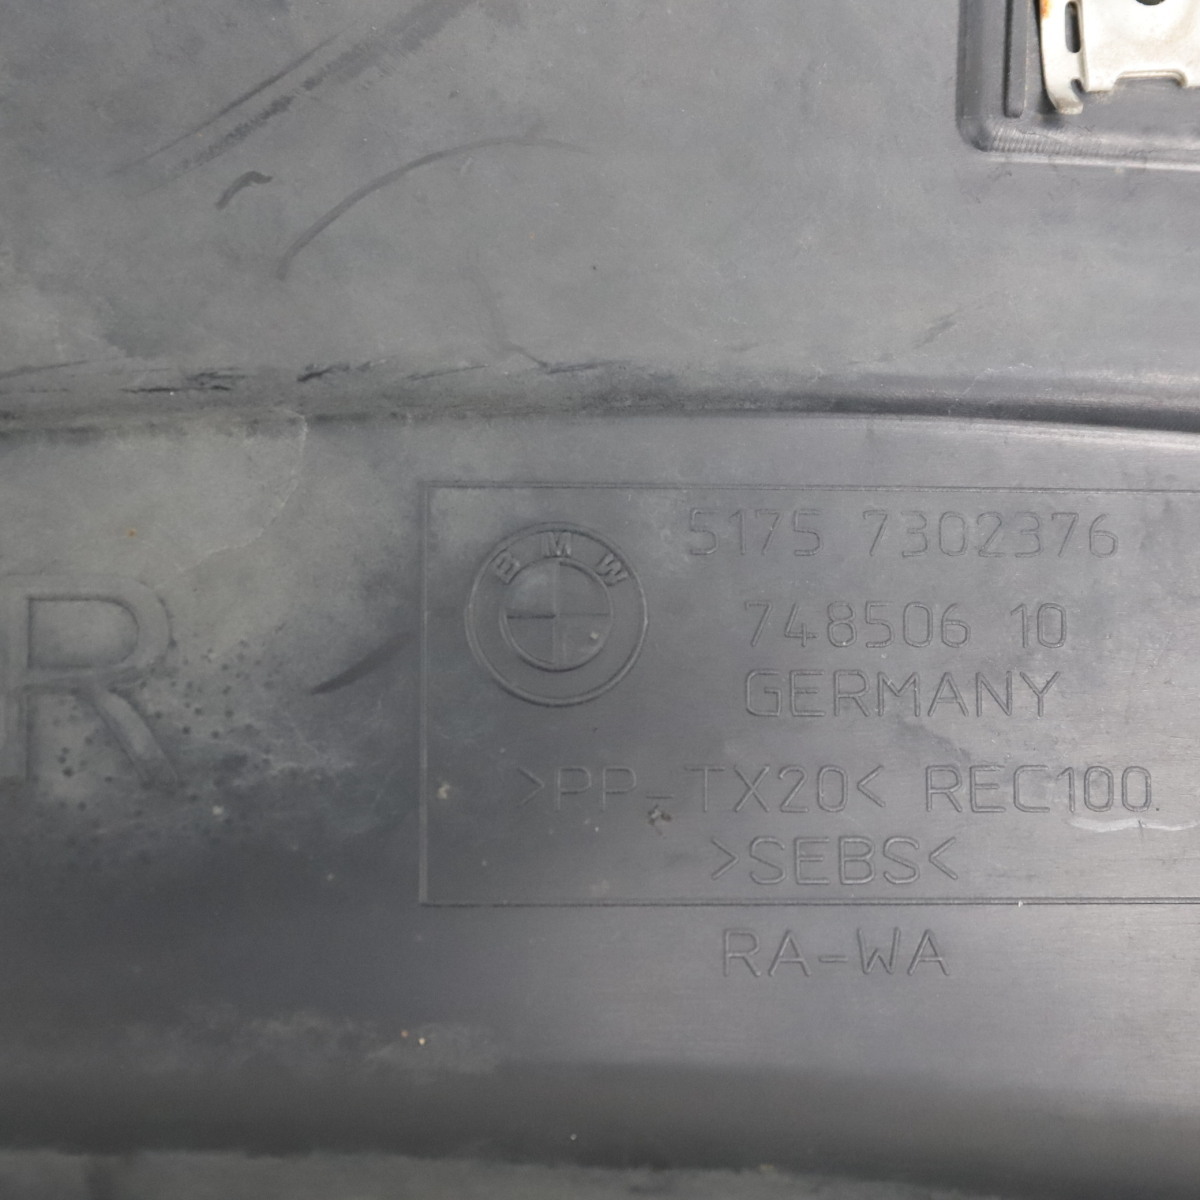 BMW
5175 7302376
748506 10
GERMANY
>PP-TX20< REC100
>SEBS<
RA-WA
R